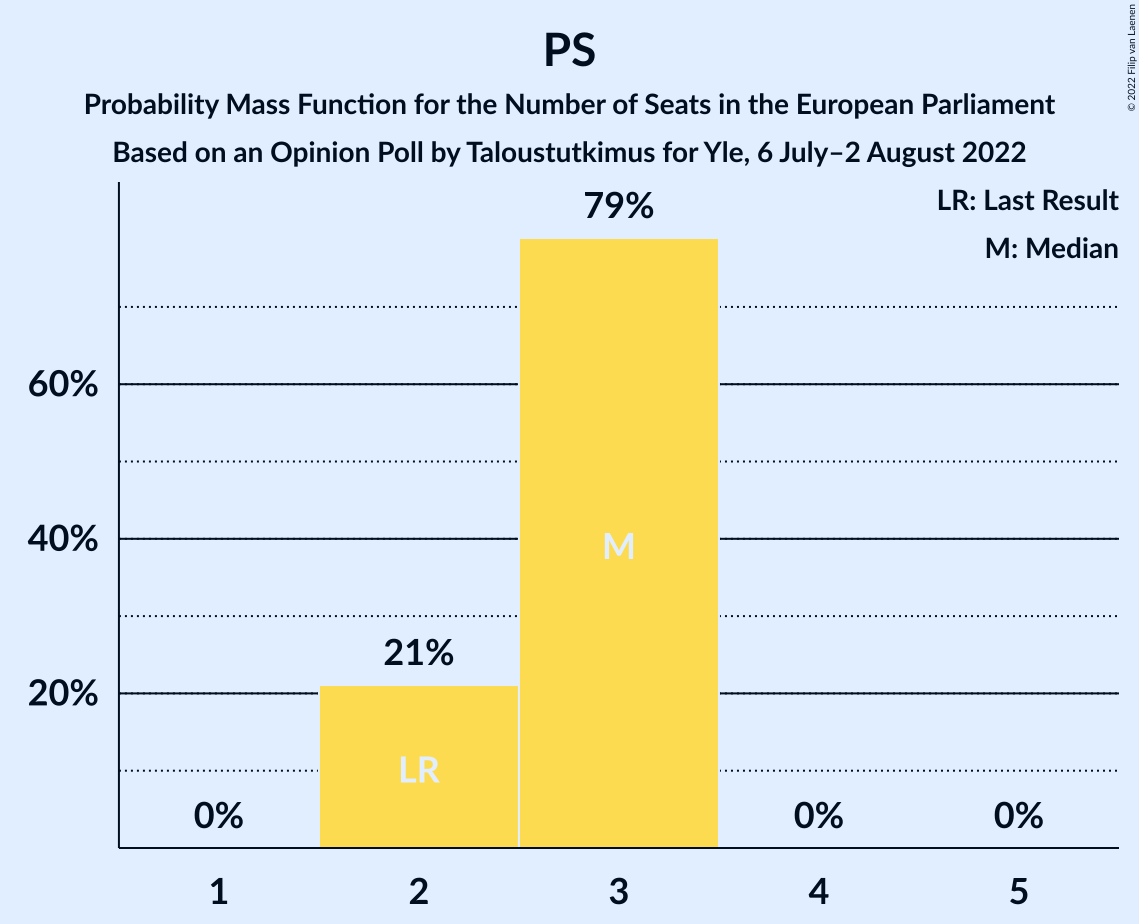 PS
Probability Mass Function for the Number of Seats in the European Parliament
Based on an Opinion Poll by Taloustutkimus for Yle, 6 July–2 August 2022
© 2022 Filip van Laenen
LR: Last Result
M: Median
79%
60%
40%
M
21%
20%
LR
0%
0%
0%
1
2
3
4
5